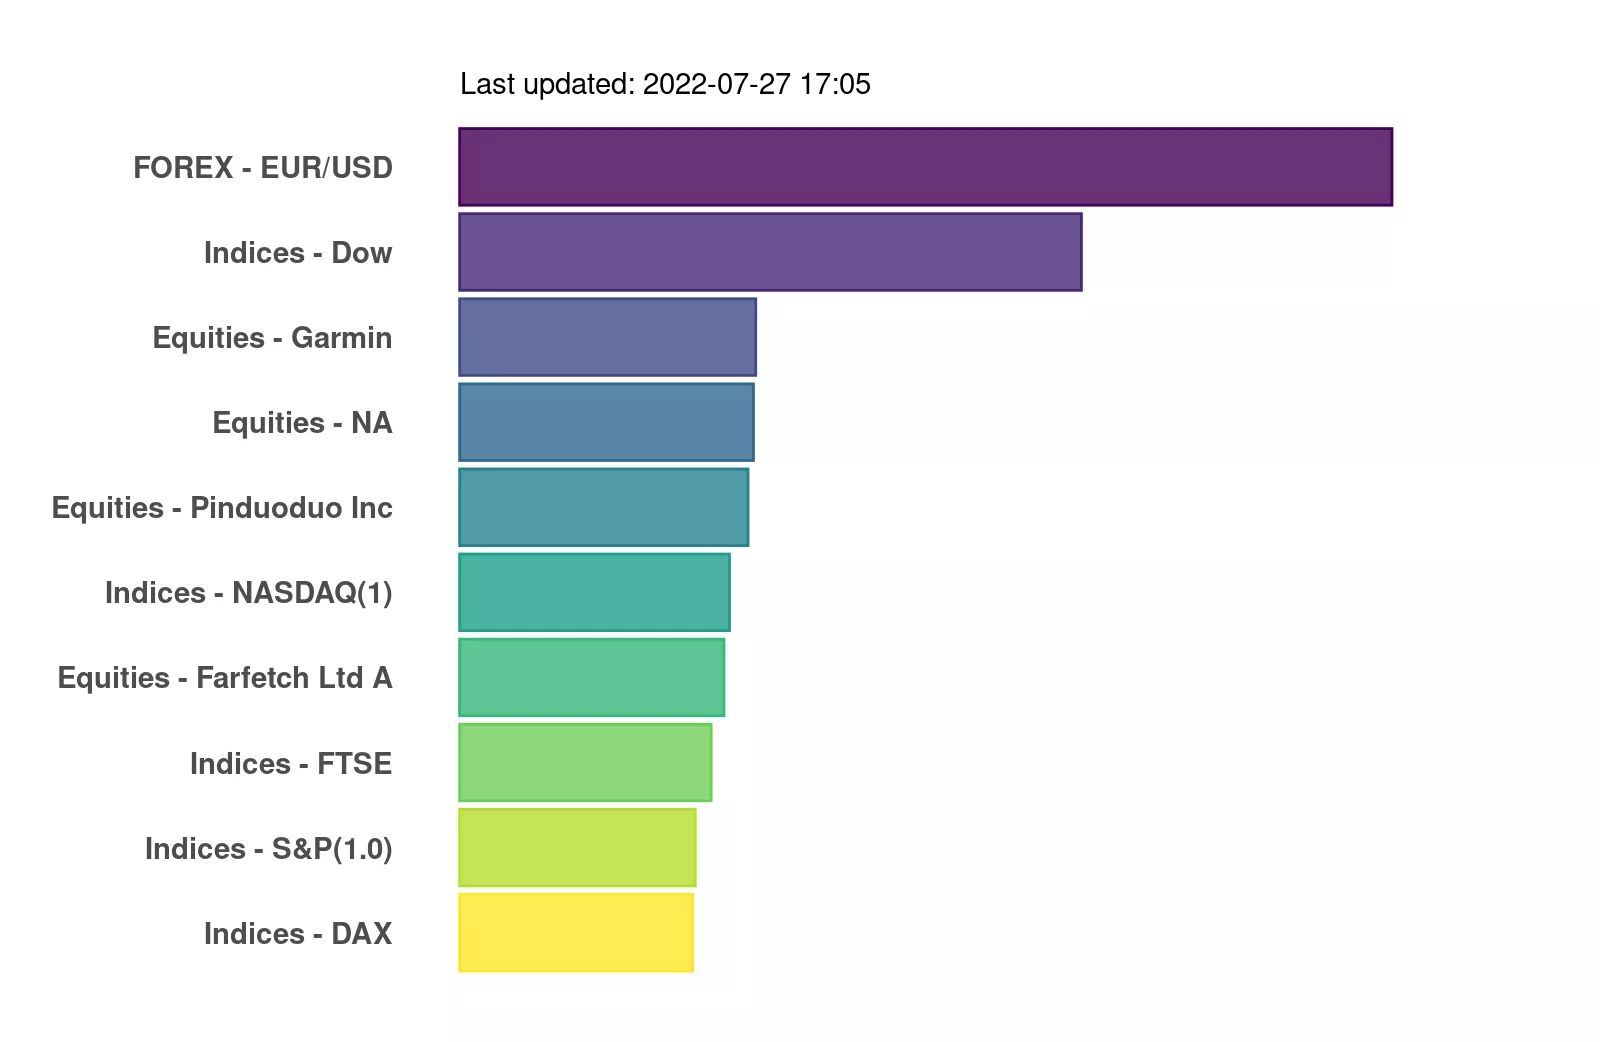 Last updated: 2022-07-27 17:05
FOREX - EUR/USD
Indices - Dow
Equities - Garmin
Equities - NA
Equities - Pinduoduo Inc
Indices - NASDAQ(1)
Equities - Farfetch Ltd A
Indices - FTSE
Indices - S&P(1.0)
Indices - DAX